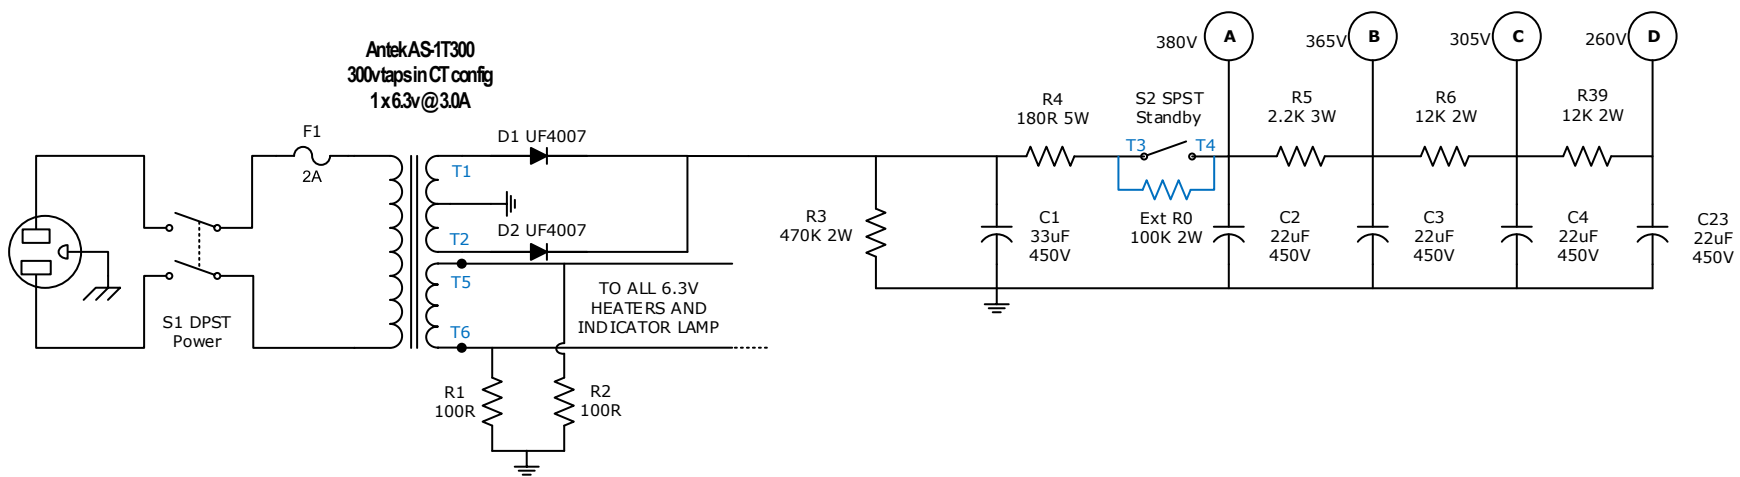 Antek AS-1T300
300v taps in CT config
1 x 6.3v @ 3.0A
F1
2A
S1 DPST
Power
D1 UF4007
T1
T2
D2 UF4007
T5
T6
TO ALL 6.3V
HEATERS AND
INDICATOR LAMP
R1
100R
R2
100R
R3
470K 2W
C1
33uF
450V
R4
180R 5W
S2 SPST
Standby
T3
T4
Ext R0
100K 2W
380V
A
C2
22uF
450V
R5
2.2K 3W
365V
B
C3
22uF
450V
R6
12K 2W
305V
C
C4
22uF
450V
R39
12K 2W
260V
D
C23
22uF
450V